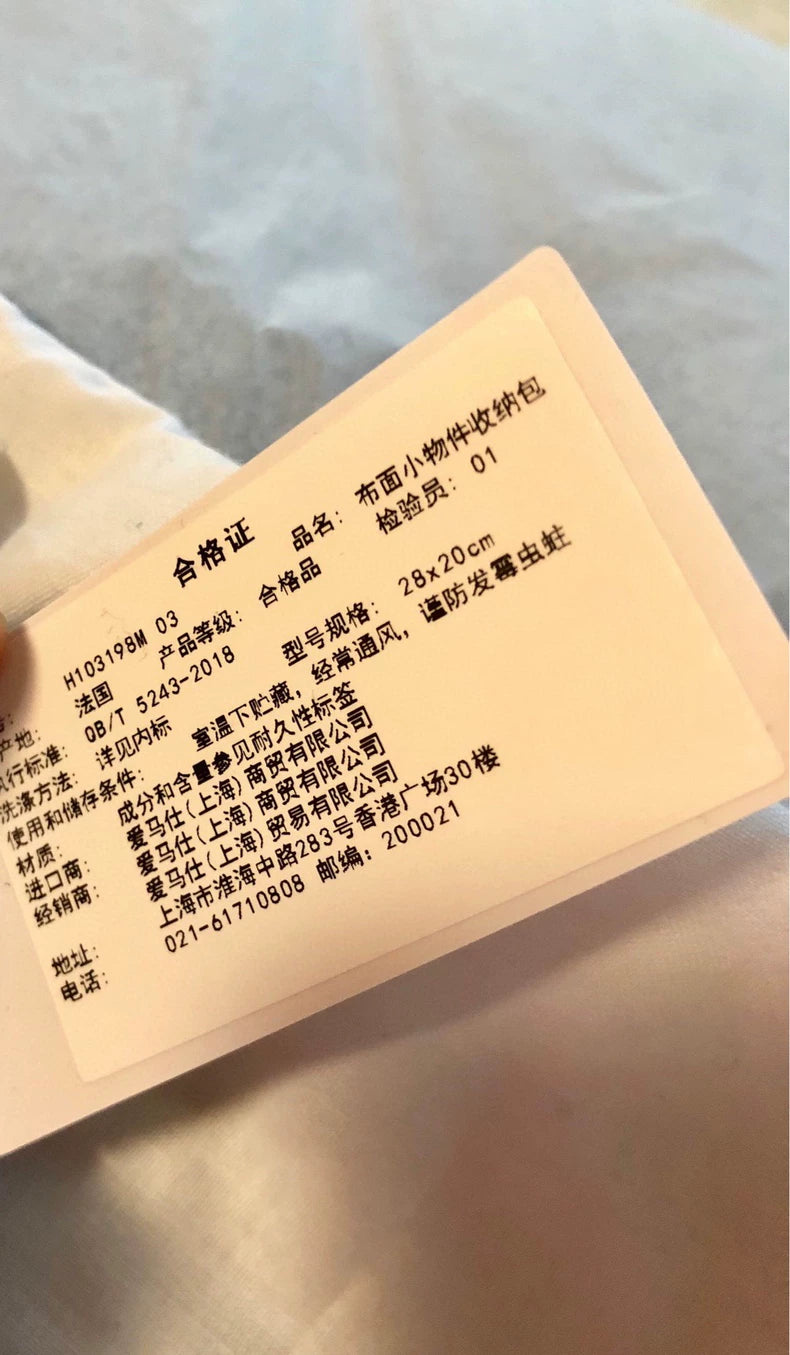 合格证
H103198M 03 品名: 布面小物件收纳包
产地: 法国 产品等级: 合格品 检验员: 01
执行标准: QB/T 5243-2018 型号规格: 28x20cm
洗涤方法: 详见内标
使用和储存条件: 室温下贮藏, 经常通风, 谨防发霉虫蛀
材质: 成分和含量参见耐久性标签
进口商: 爱马仕(上海)商贸有限公司
经销商: 爱马仕(上海)商贸有限公司
爱马仕(上海)贸易有限公司
地址: 上海市淮海中路283号香港广场30楼
电话: 021-61710808 邮编: 200021